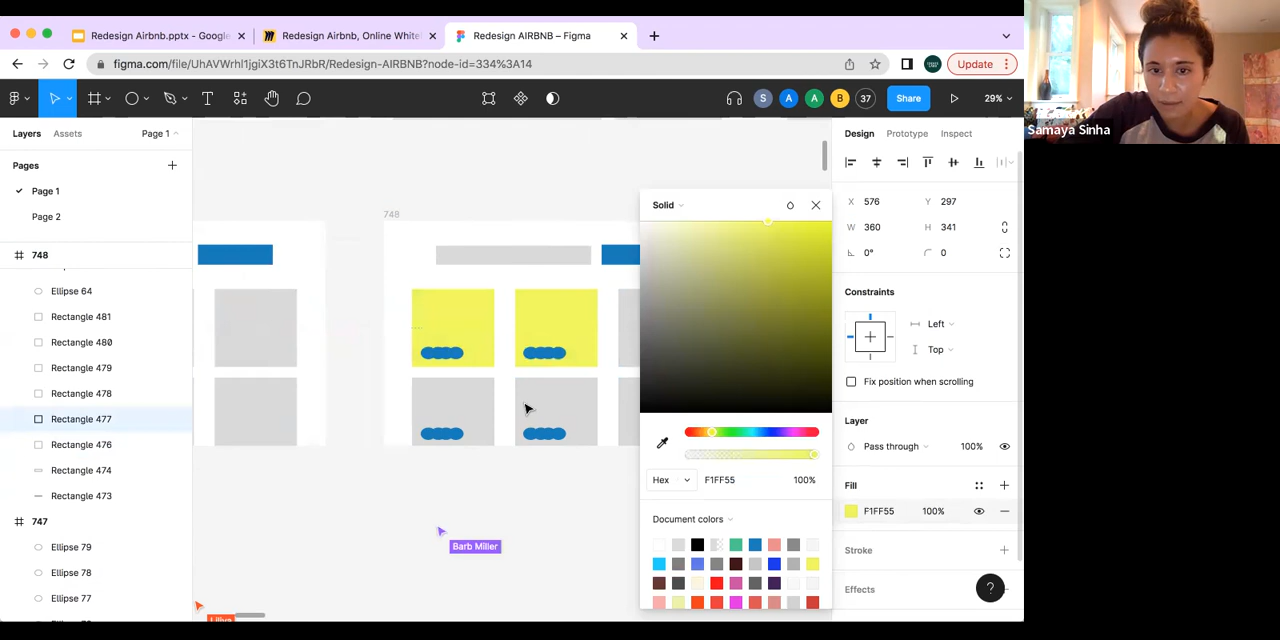 Redesign Airbnb.pptx - Google
Redesign Airbnb, Online White
Redesign AIRBNB – Figma
figma.com/file/UhAVWrhl1jgiX3t6TnJRbR/Redesign-AIRBNB?node-id=334%3A14
Update
S A A B 37
Share
29%
Samaya Sinha
Layers Assets Page 1
Design Prototype Inspect
Pages
Page 1
Page 2
748
Ellipse 64
Rectangle 481
Rectangle 480
Rectangle 479
Rectangle 478
Rectangle 477
Rectangle 476
Rectangle 474
Rectangle 473
747
Ellipse 79
Ellipse 78
Ellipse 77
748
Barb Miller
Liliya
Solid
Hex F1FF55 100%
Document colors
X 576 Y 297
W 360 H 341
0° 0
Constraints
Left
Top
Fix position when scrolling
Layer
Pass through 100%
Fill
F1FF55 100%
Stroke
Effects
?